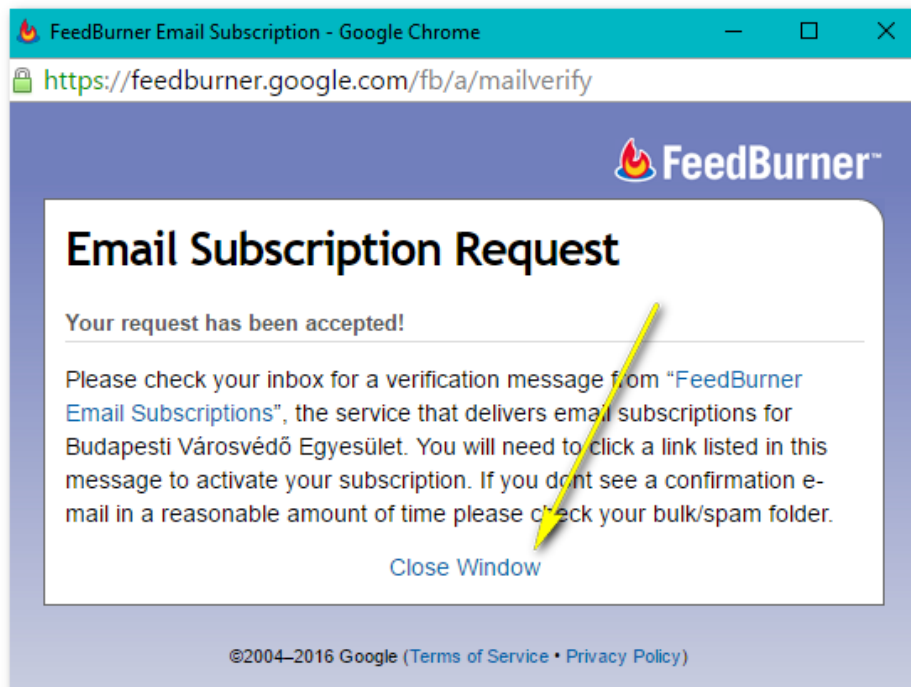 FeedBurner Email Subscription - Google Chrome
https://feedburner.google.com/fb/a/mailverify
FeedBurner™
Email Subscription Request
Your request has been accepted!
Please check your inbox for a verification message from “FeedBurner
Email Subscriptions”, the service that delivers email subscriptions for
Budapesti Városvédő Egyesület. You will need to click a link listed in this
message to activate your subscription. If you dont see a confirmation e-
mail in a reasonable amount of time please check your bulk/spam folder.
Close Window
©2004–2016 Google (Terms of Service • Privacy Policy)